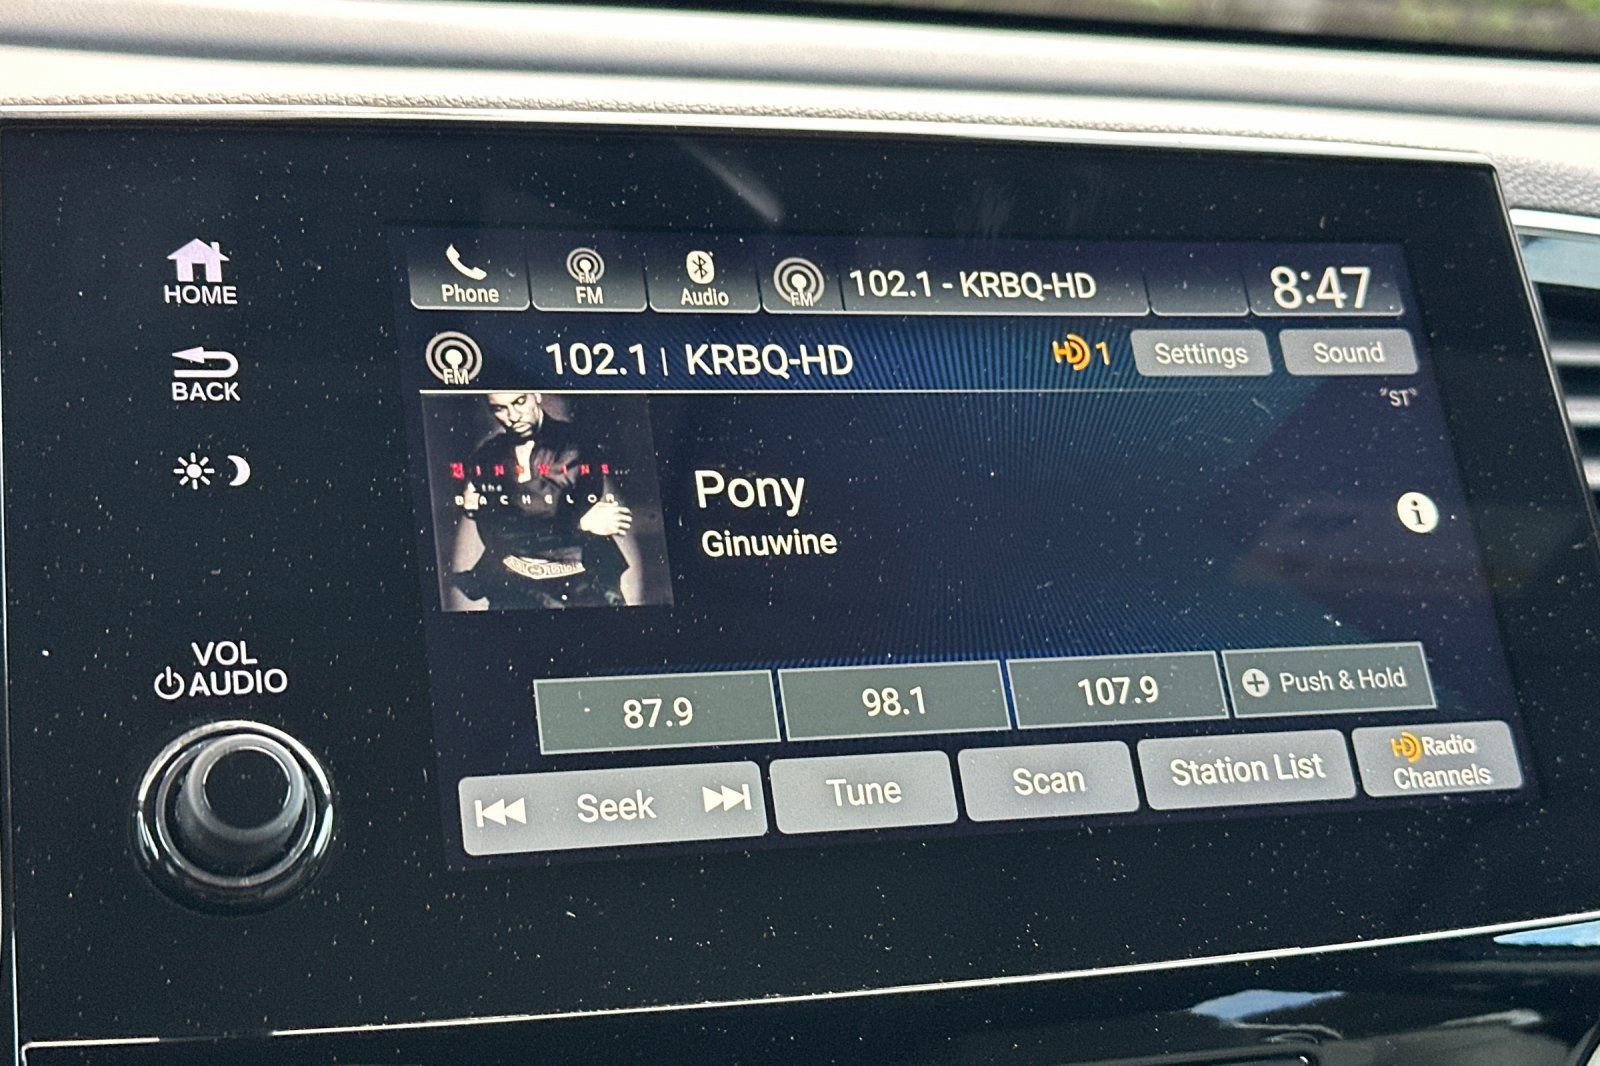 HOME
BACK
VOL
AUDIO
Phone
FM
FM
Audio
FM
102.1 - KRBQ-HD
8:47
FM
102.1 | KRBQ-HD
HD 1
Settings
Sound
"ST"
GINUWINE...
the
BACHELOR
Pony
Ginuwine
i
87.9
98.1
107.9
+ Push & Hold
Seek
Tune
Scan
Station List
HD Radio
Channels